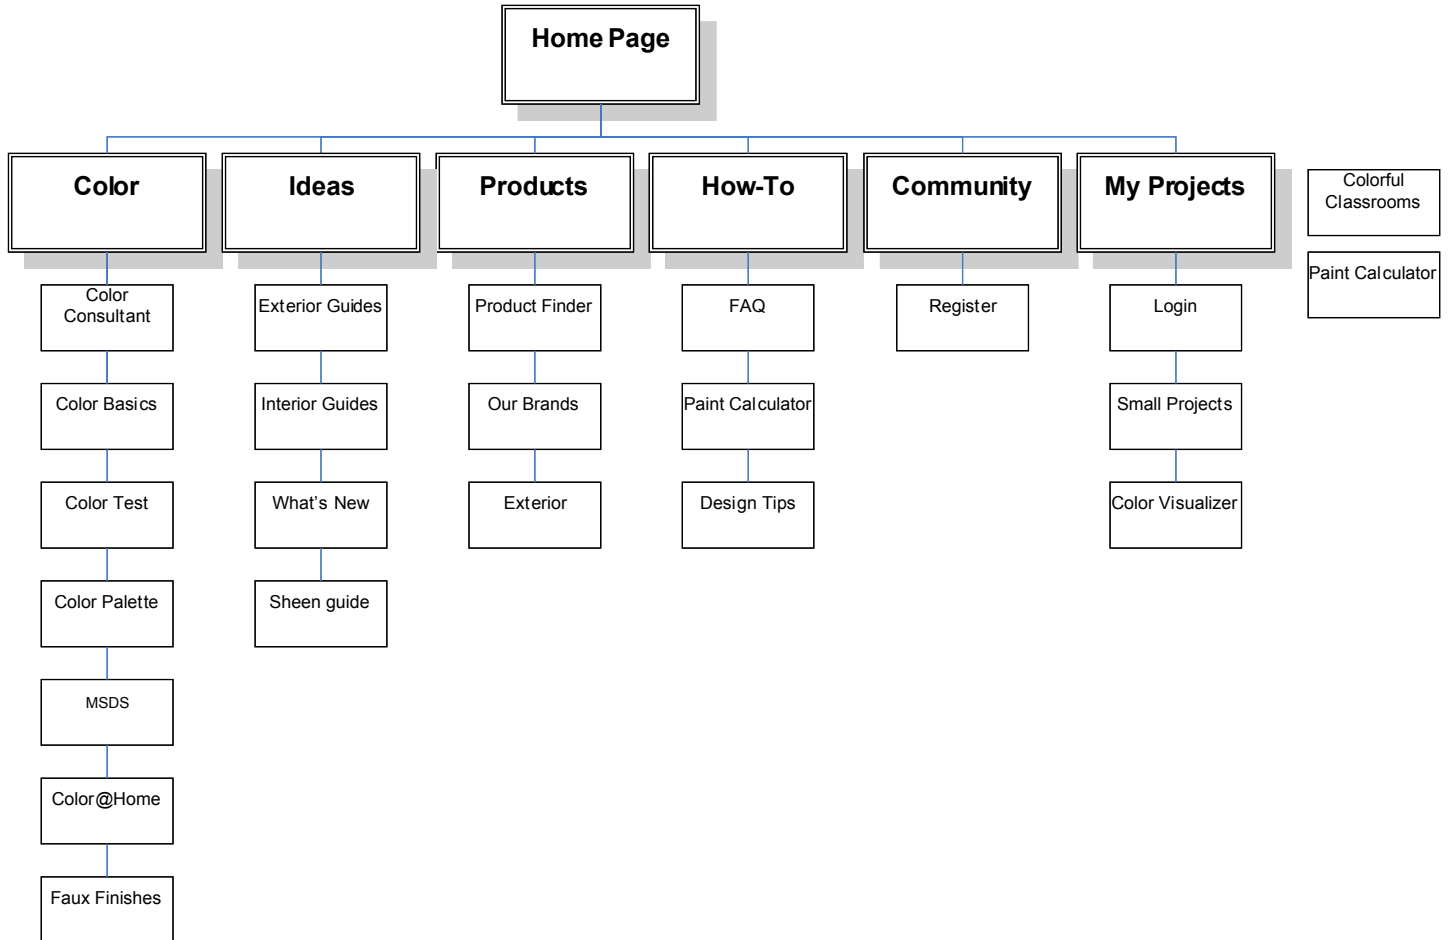 Home Page
Color
Ideas
Products
How-To
Community
My Projects
Colorful
Classrooms
Paint Calculator
Color
Consultant
Exterior Guides
Product Finder
FAQ
Register
Login
Color Basics
Interior Guides
Our Brands
Paint Calculator
Small Projects
Color Test
What's New
Exterior
Design Tips
Color Visualizer
Color Palette
Sheen guide
MSDS
Color@Home
Faux Finishes